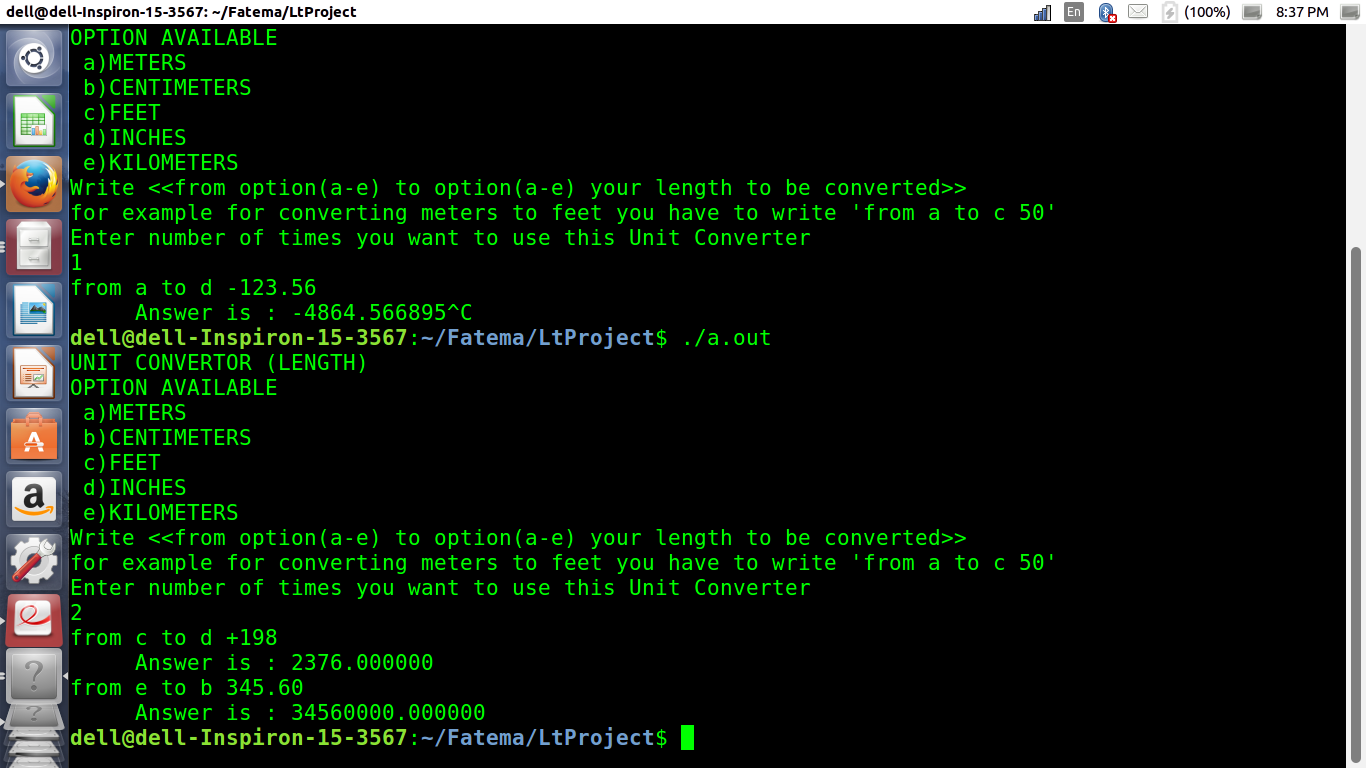 dell@dell-Inspiron-15-3567: ~/Fatema/LtProject En (100%) 8:37 PM
OPTION AVAILABLE
a)METERS
b)CENTIMETERS
c)FEET
d)INCHES
e)KILOMETERS
Write <<from option(a-e) to option(a-e) your length to be converted>>
for example for converting meters to feet you have to write 'from a to c 50'
Enter number of times you want to use this Unit Converter
1
from a to d -123.56
Answer is : -4864.566895^C
dell@dell-Inspiron-15-3567:~/Fatema/LtProject$ ./a.out
UNIT CONVERTOR (LENGTH)
OPTION AVAILABLE
a)METERS
b)CENTIMETERS
c)FEET
d)INCHES
e)KILOMETERS
Write <<from option(a-e) to option(a-e) your length to be converted>>
for example for converting meters to feet you have to write 'from a to c 50'
Enter number of times you want to use this Unit Converter
2
from c to d +198
Answer is : 2376.000000
from e to b 345.60
Answer is : 34560000.000000
dell@dell-Inspiron-15-3567:~/Fatema/LtProject$